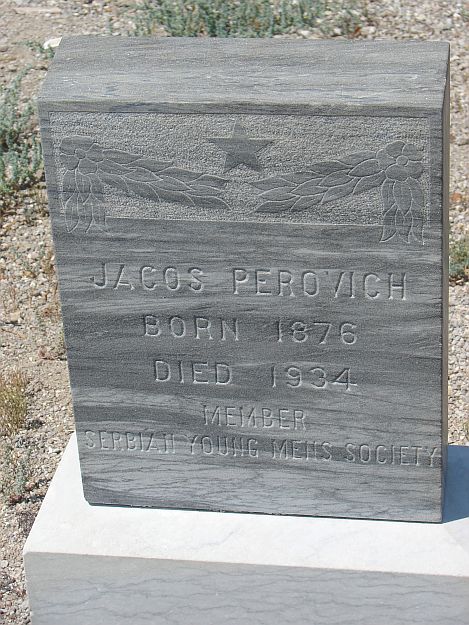 JACOS PEROVICH
BORN 1876
DIED 1934
MEMBER
SERBIAN YOUNG MENS SOCIETY